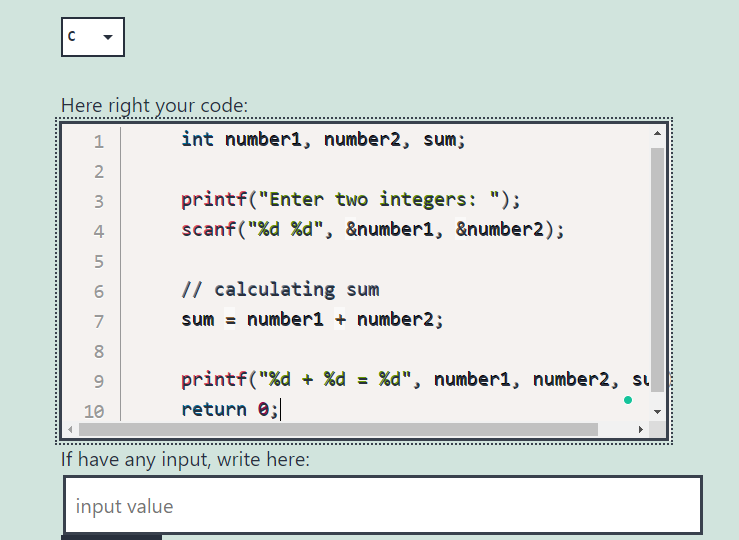 C
Here right your code:
1 int number1, number2, sum;
2
3 printf("Enter two integers: ");
4 scanf("%d %d", &number1, &number2);
5
6 // calculating sum
7 sum = number1 + number2;
8
9 printf("%d + %d = %d", number1, number2, su
10 return 0;
If have any input, write here:
input value